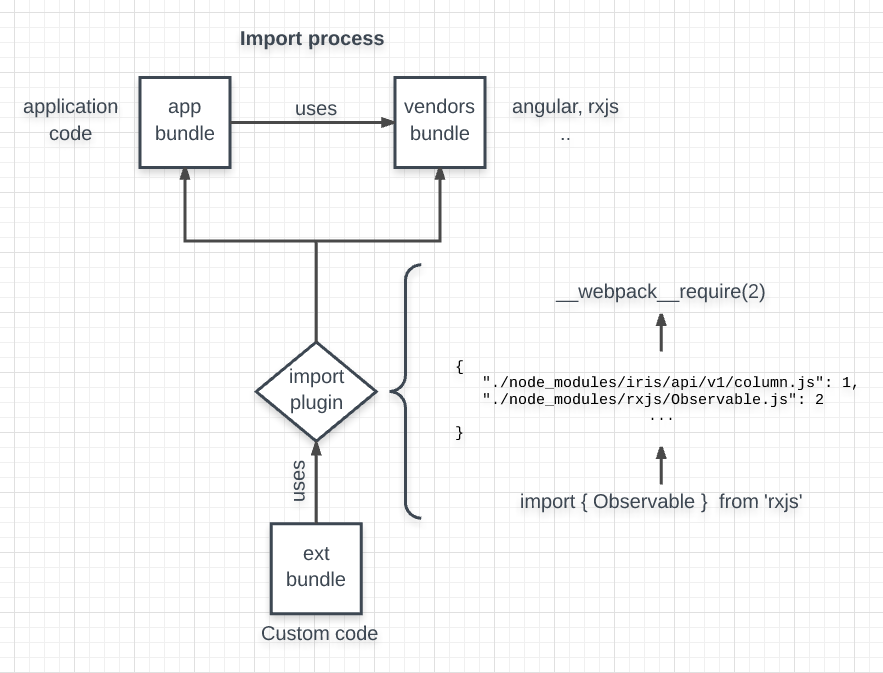 Import process
application
code
app
bundle
uses
vendors
bundle
angular, rxjs
..
__webpack__require(2)
import
plugin
{
"./node_modules/iris/api/v1/column.js": 1,
"./node_modules/rxjs/Observable.js": 2
...
}
import { Observable } from 'rxjs'
uses
ext
bundle
Custom code